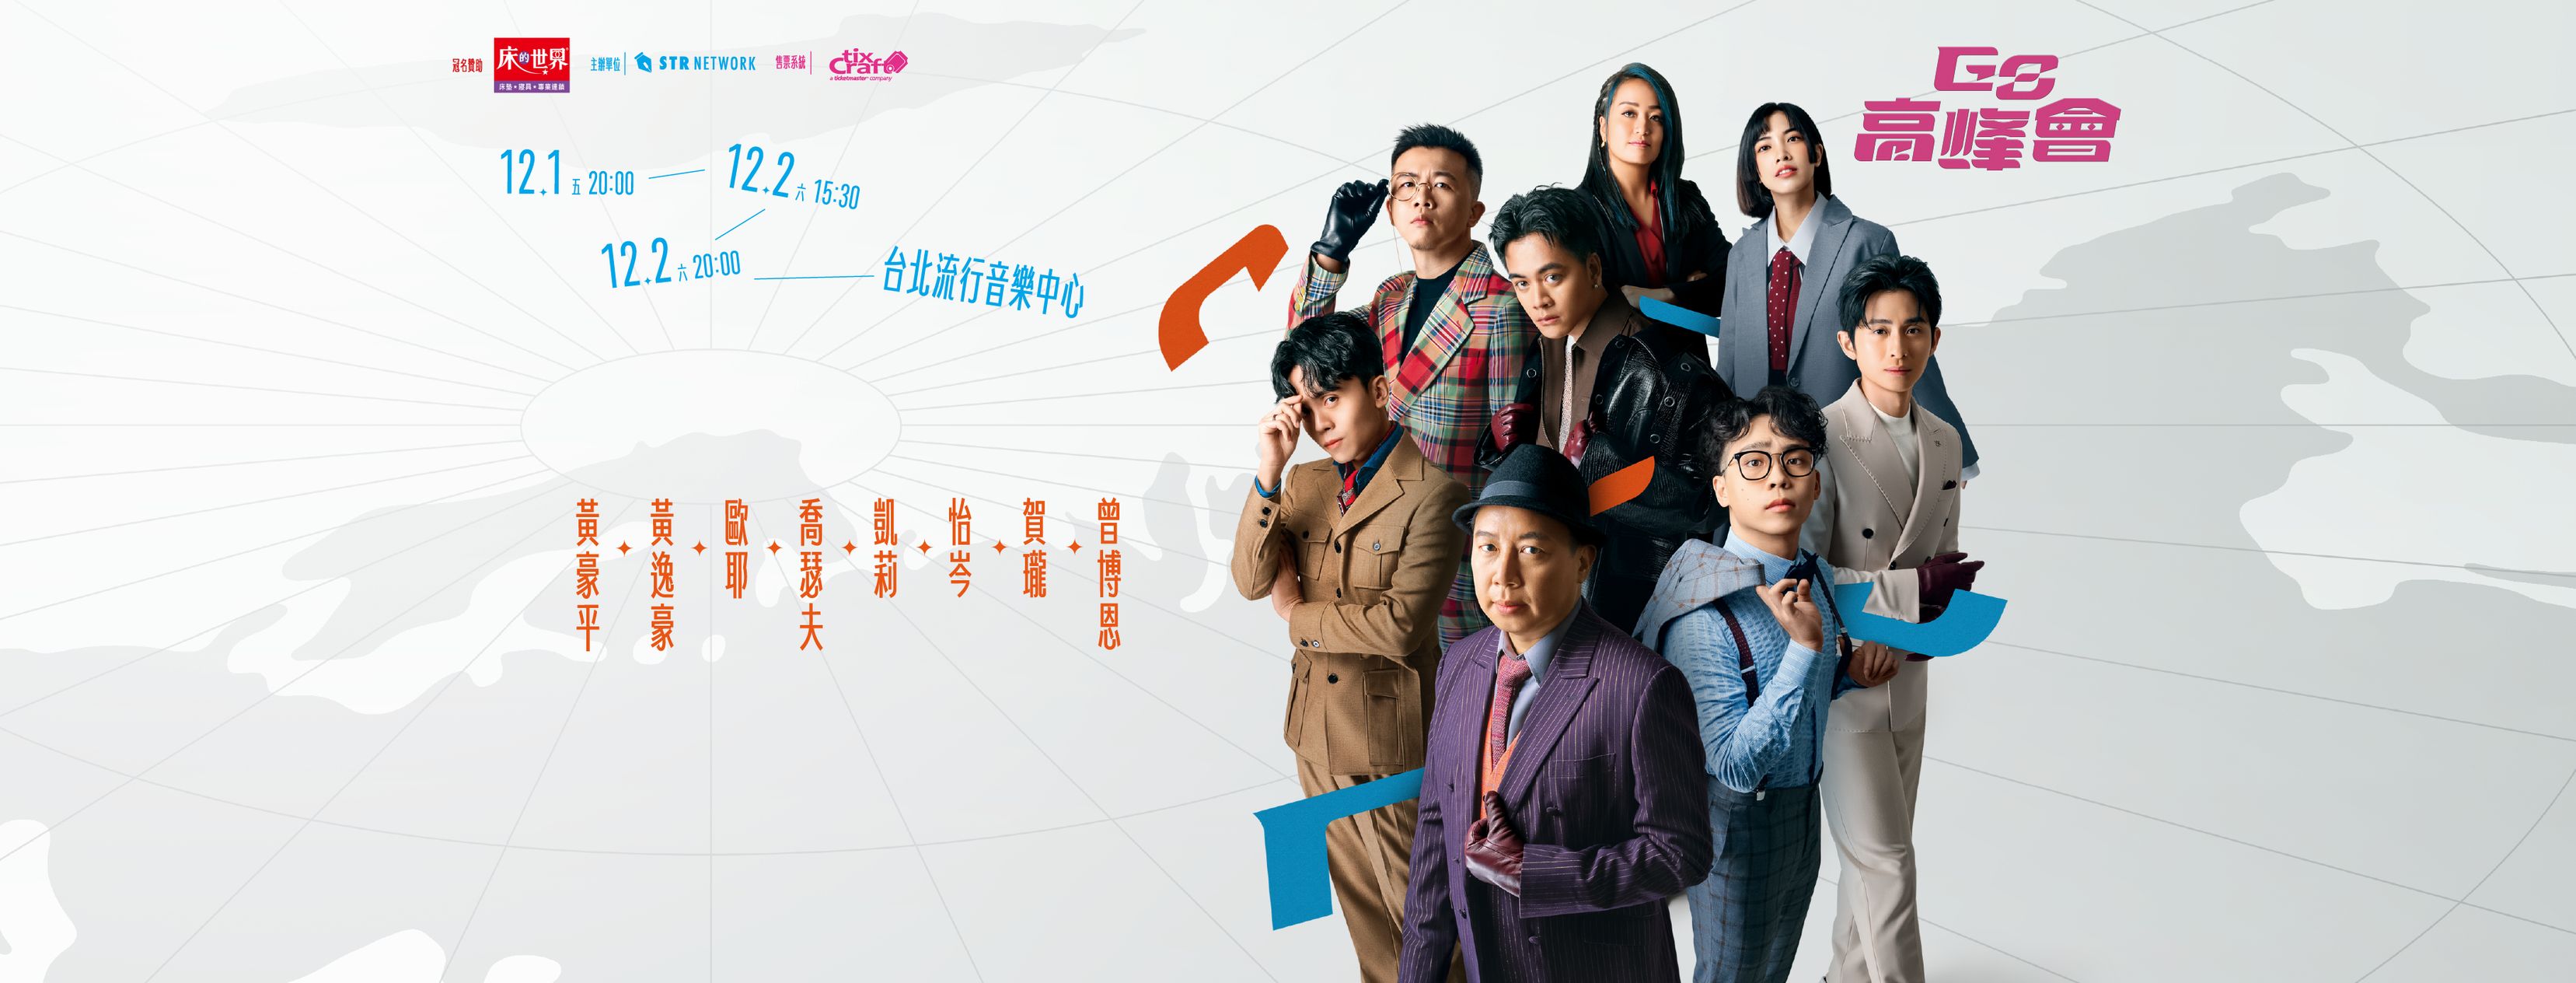 冠名贊助
床的世界
床墊•寢具•專業連鎖
主辦單位
STR NETWORK
售票系統
tixCraft
a ticketmaster company
12.1 五 20:00
12.2 六 15:30
12.2 六 20:00
台北流行音樂中心
黃豪平
黃逸豪
歐耶
喬瑟夫
凱莉
怡岑
賀瓏
曾博恩
G8
高峰會